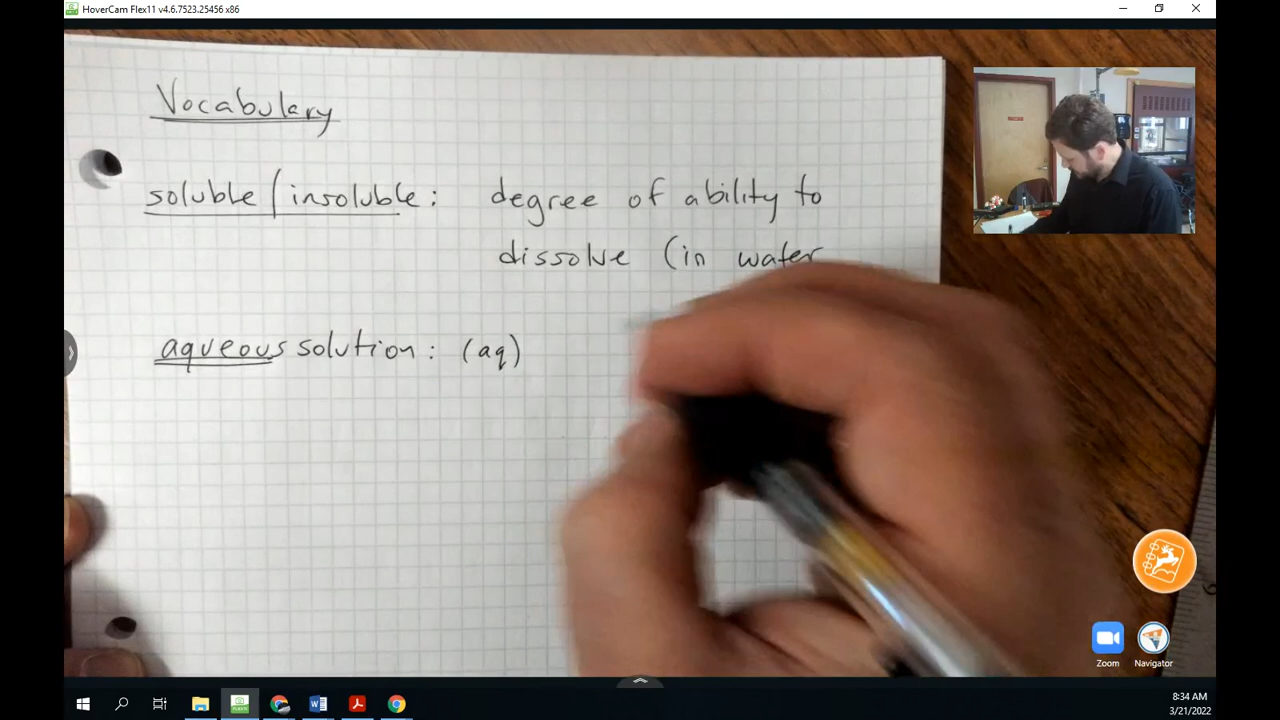 HoverCam Flex11 v4.6.7523.25456 x86
Vocabulary
soluble/insoluble: degree of ability to
dissolve (in water
aqueous solution: (aq)
Zoom
Navigator
8:34 AM
3/21/2022